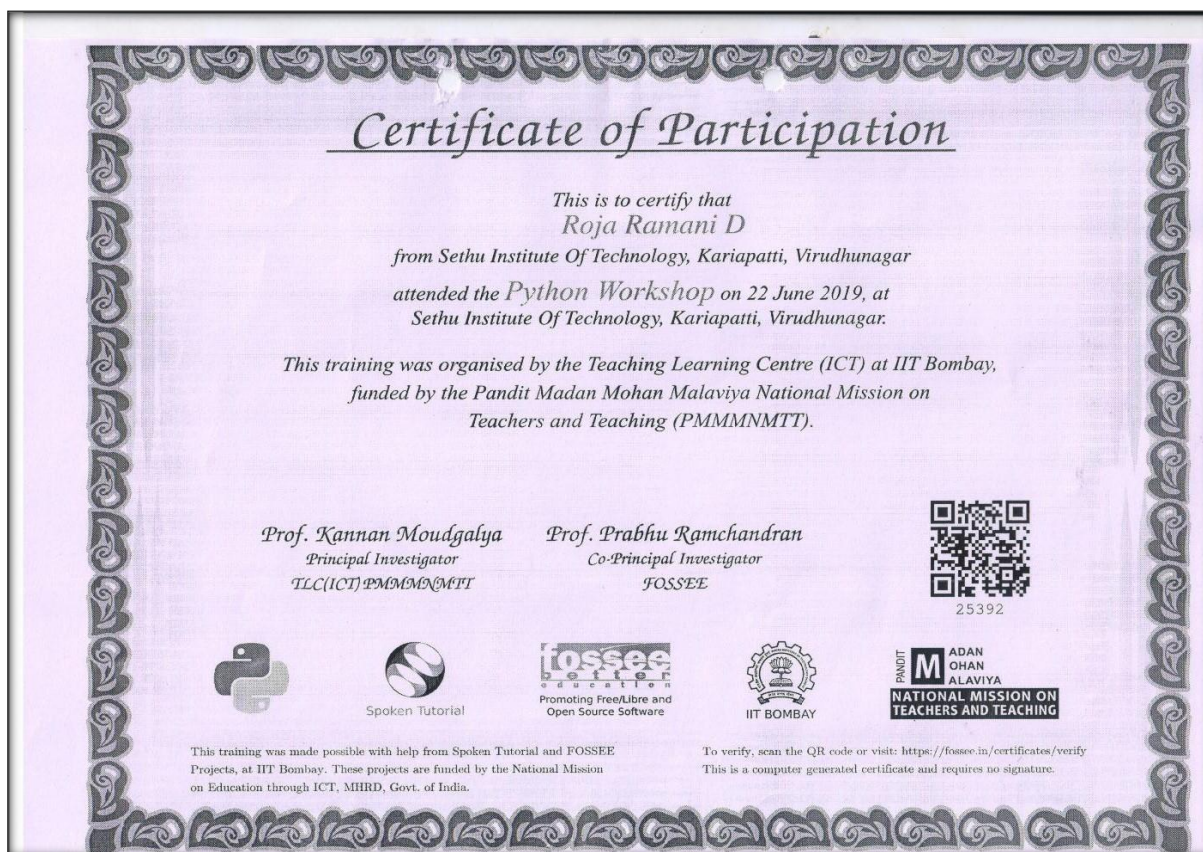 Certificate of Participation
This is to certify that
Roja Ramani D
from Sethu Institute Of Technology, Kariapatti, Virudhunagar
attended the Python Workshop on 22 June 2019, at
Sethu Institute Of Technology, Kariapatti, Virudhunagar.
This training was organised by the Teaching Learning Centre (ICT) at IIT Bombay,
funded by the Pandit Madan Mohan Malaviya National Mission on
Teachers and Teaching (PMMMNMTT).
Prof. Kannan Moudgalya
Principal Investigator
TLC(ICT) PMMMNMTT
Prof. Prabhu Ramchandran
Co-Principal Investigator
FOSSEE
25392
Spoken Tutorial
fossee
better
education
Promoting Free/Libre and
Open Source Software
IIT BOMBAY
PANDIT
M ADAN
OHAN
ALAVIYA
NATIONAL MISSION ON
TEACHERS AND TEACHING
This training was made possible with help from Spoken Tutorial and FOSSEE
Projects, at IIT Bombay. These projects are funded by the National Mission
on Education through ICT, MHRD, Govt. of India.
To verify, scan the QR code or visit: https://fossee.in/certificates/verify
This is a computer generated certificate and requires no signature.